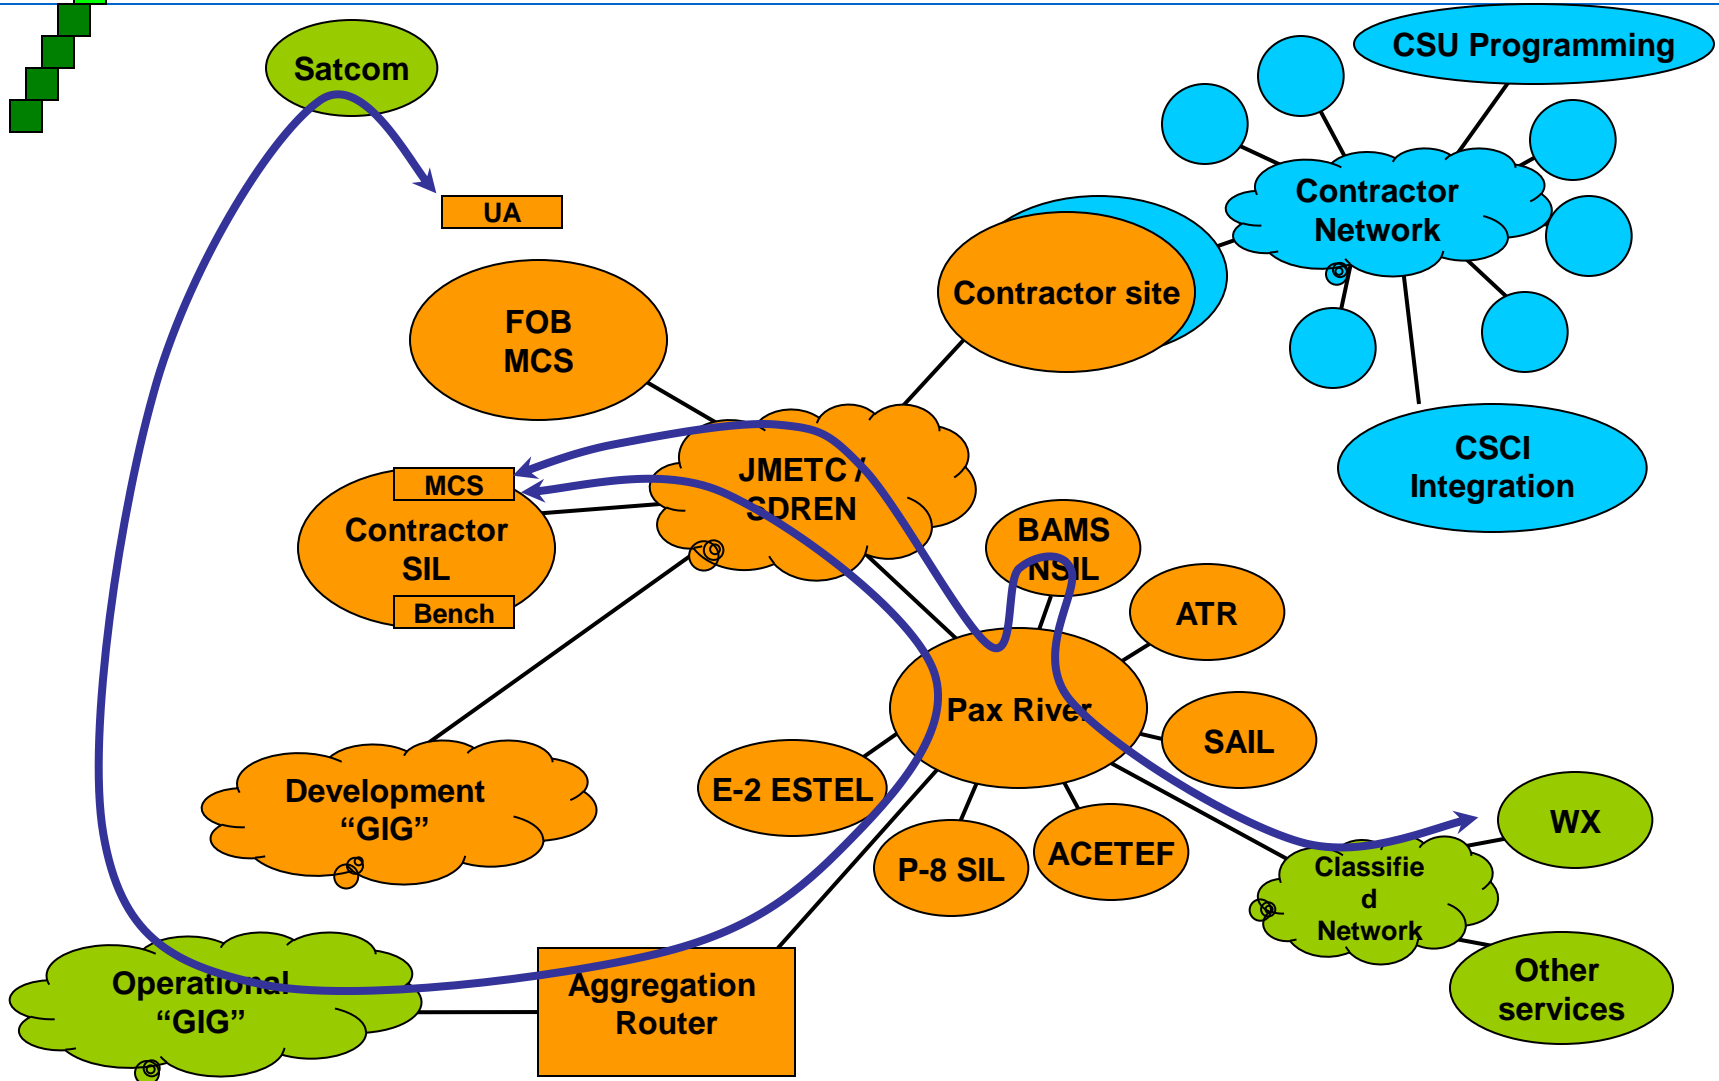 CSU Programming
Satcom
Contractor
Network
UA
Contractor site
FOB
MCS
CSCI
Integration
JMETC /
SDREN
MCS
Contractor
SIL
Bench
BAMS
NSIL
ATR
Pax River
SAIL
E-2 ESTEL
Development
“GIG”
WX
P-8 SIL
ACETEF
Classifie
d
Network
Operational
“GIG”
Aggregation
Router
Other
services